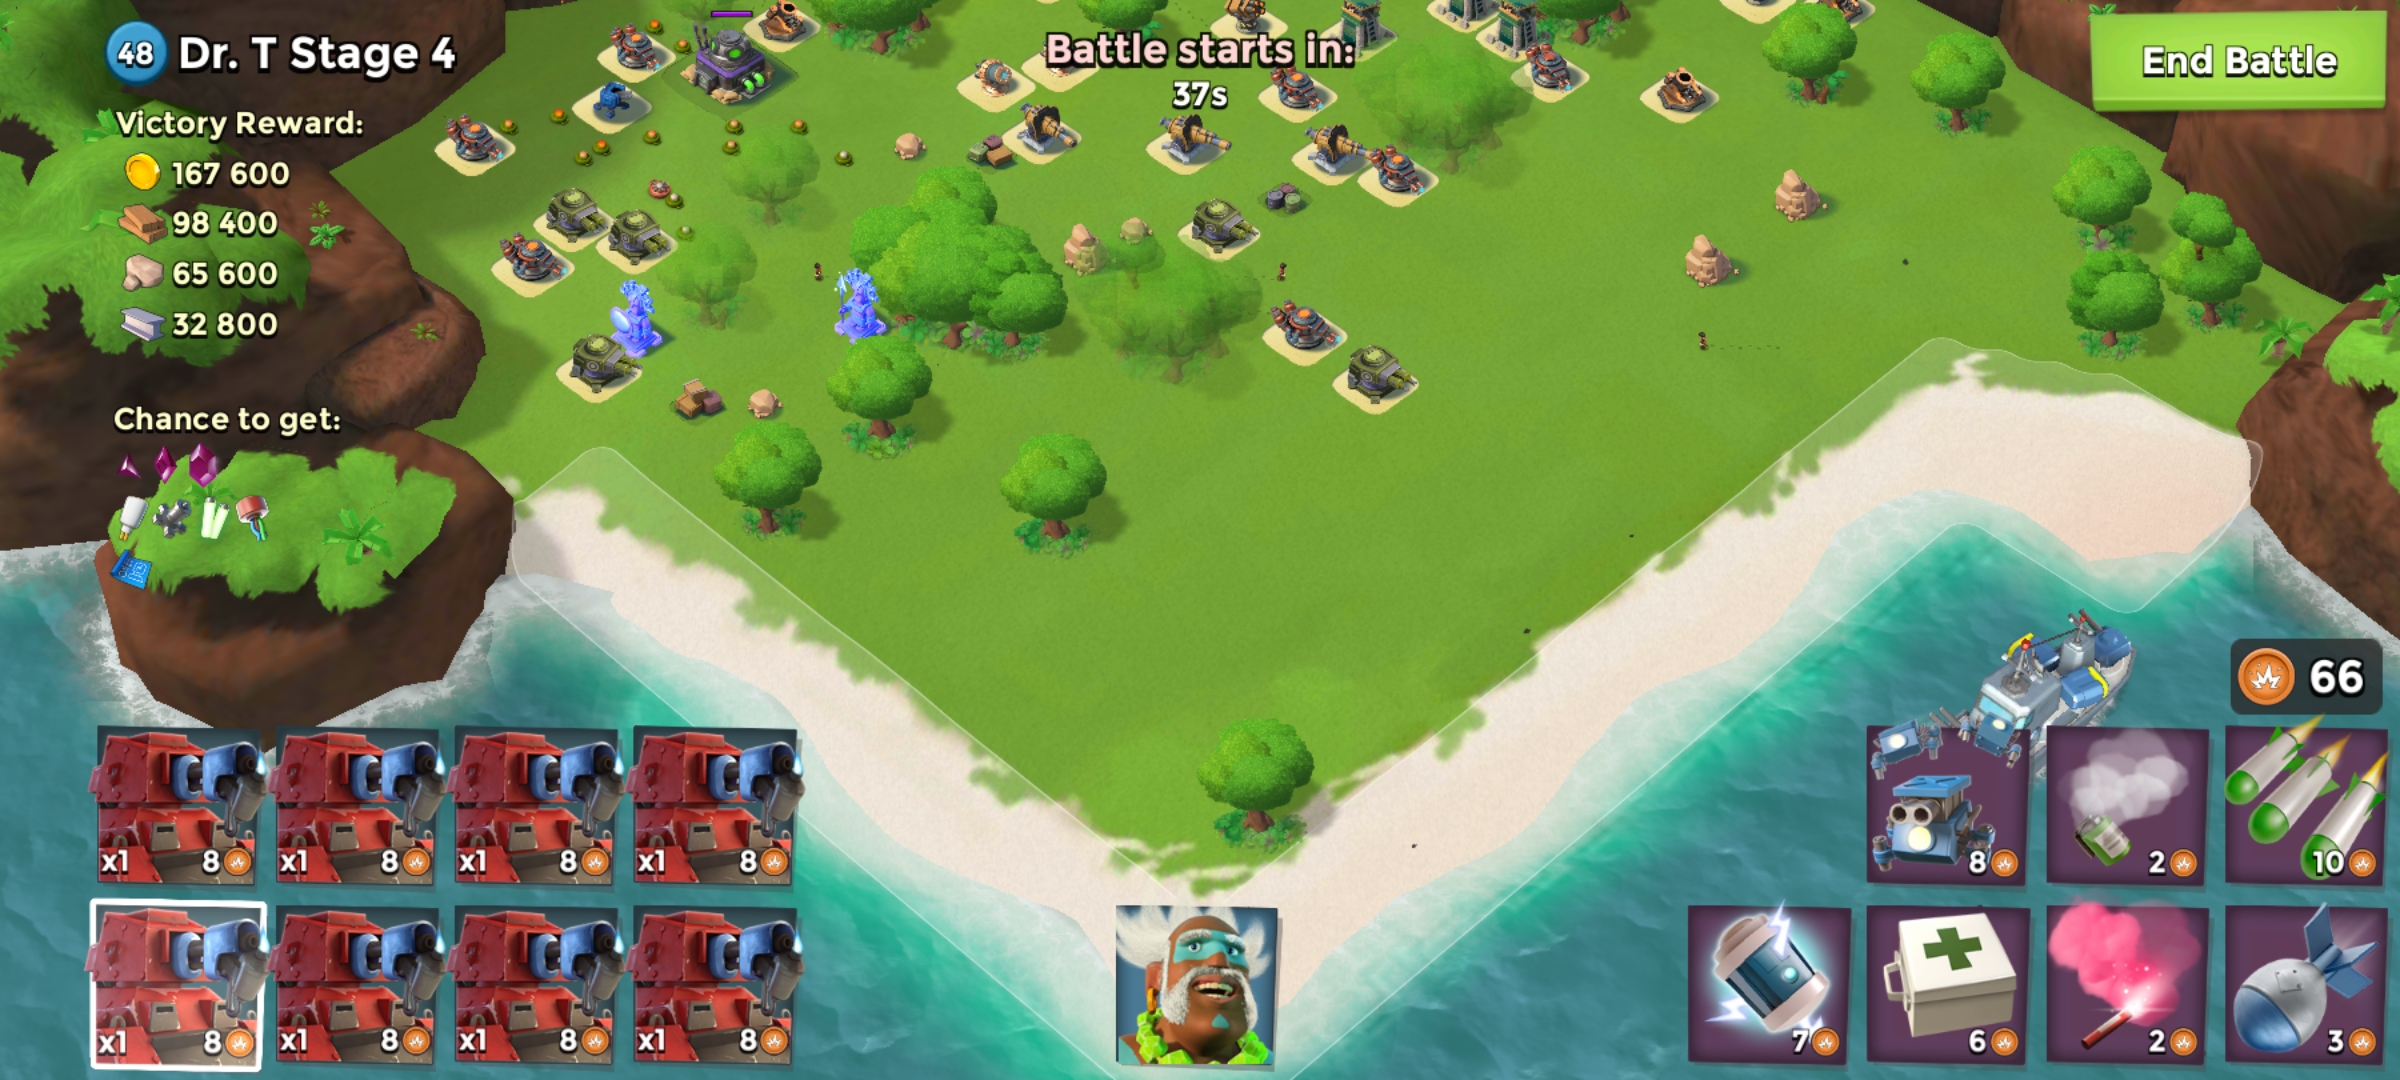 48 Dr. T Stage 4
Battle starts in:
37s
End Battle
Victory Reward:
167 600
98 400
65 600
32 800
Chance to get:
66
x1 8
x1 8
x1 8
x1 8
8
2
10
x1 8
x1 8
x1 8
x1 8
7
6
2
3